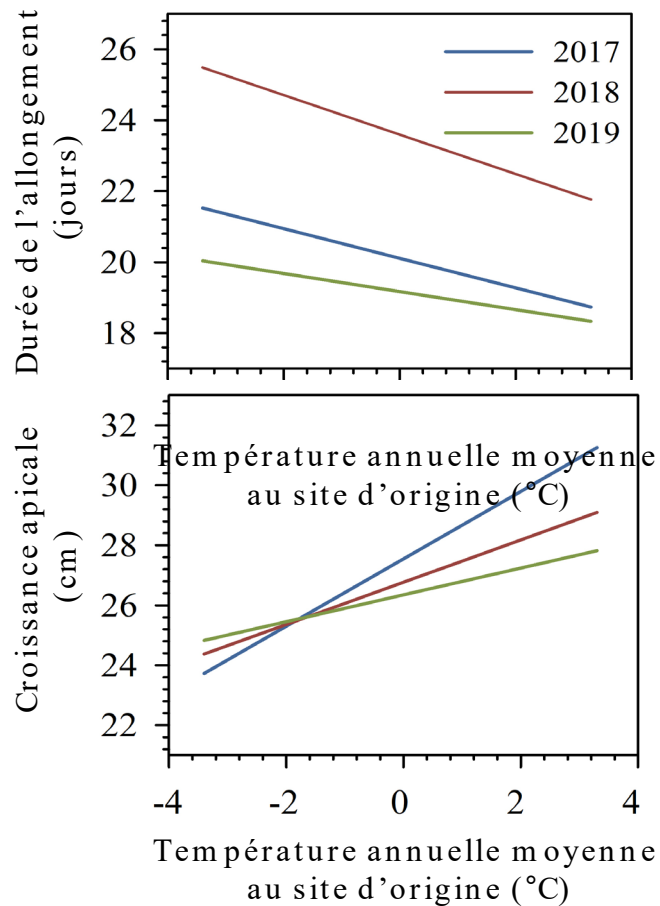 Durée de l’allongement
(jours)
26
24
22
20
18
2017
2018
2019
Croissance apicale
(cm)
32
30
28
26
24
22
Température annuelle moyenne
au site d’origine (°C)
-4 -2 0 2 4
Température annuelle moyenne
au site d’origine (°C)